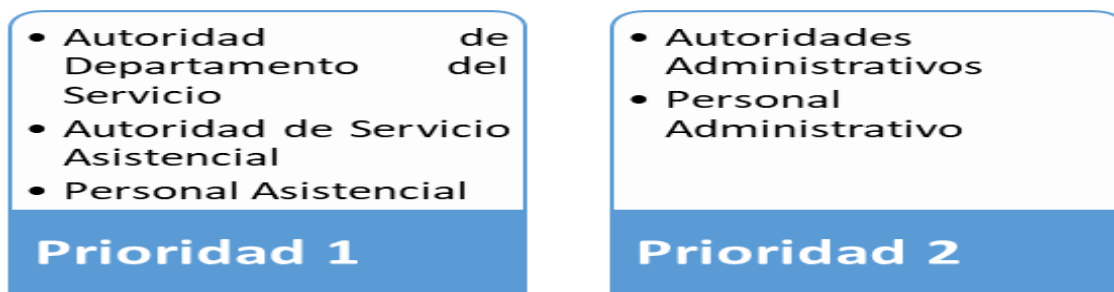 • Autoridad de
Departamento del
Servicio
• Autoridad de Servicio
Asistencial
• Personal Asistencial
Prioridad 1
• Autoridades
Administrativos
• Personal
Administrativo
Prioridad 2